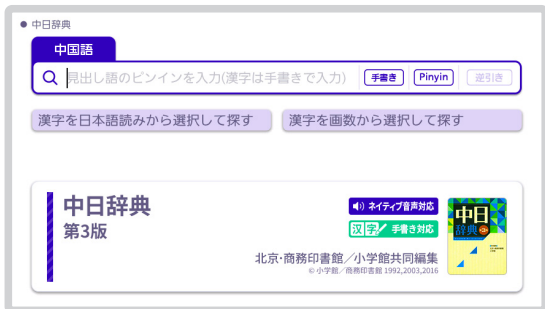 中日辞典
中国語
見出し語のピンインを入力(漢字は手書きで入力)
手書き
Pinyin
逆引き
漢字を日本語読みから選択して探す
漢字を画数から選択して探す
中日辞典
第3版
ネイティブ音声対応
汉字 手書き対応
北京・商務印書館/小学館共同編集
© 小学館/商務印書館 1992,2003,2016
中日
辞典 第3版